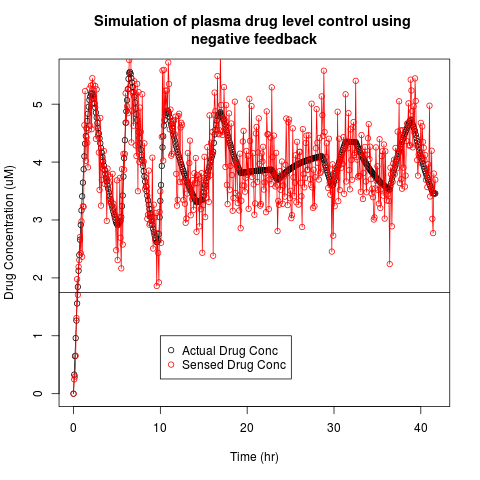 Simulation of plasma drug level control using
negative feedback
Drug Concentration (uM)
5
4
3
2
1
0
Actual Drug Conc
Sensed Drug Conc
0 10 20 30 40
Time (hr)